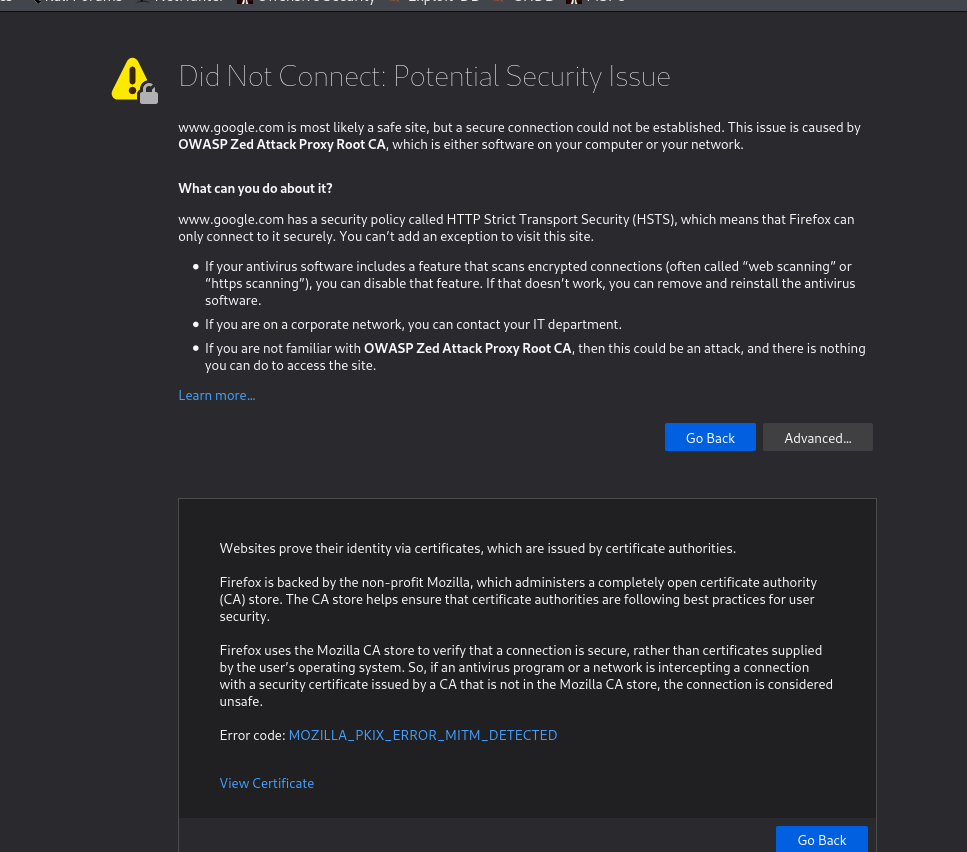 Did Not Connect: Potential Security Issue
www.google.com is most likely a safe site, but a secure connection could not be established. This issue is caused by
OWASP Zed Attack Proxy Root CA, which is either software on your computer or your network.
What can you do about it?
www.google.com has a security policy called HTTP Strict Transport Security (HSTS), which means that Firefox can
only connect to it securely. You can’t add an exception to visit this site.
• If your antivirus software includes a feature that scans encrypted connections (often called “web scanning” or
“https scanning”), you can disable that feature. If that doesn’t work, you can remove and reinstall the antivirus
software.
• If you are on a corporate network, you can contact your IT department.
• If you are not familiar with OWASP Zed Attack Proxy Root CA, then this could be an attack, and there is nothing
you can do to access the site.
Learn more…
Go Back Advanced…
Websites prove their identity via certificates, which are issued by certificate authorities.
Firefox is backed by the non-profit Mozilla, which administers a completely open certificate authority
(CA) store. The CA store helps ensure that certificate authorities are following best practices for user
security.
Firefox uses the Mozilla CA store to verify that a connection is secure, rather than certificates supplied
by the user’s operating system. So, if an antivirus program or a network is intercepting a connection
with a security certificate issued by a CA that is not in the Mozilla CA store, the connection is considered
unsafe.
Error code: MOZILLA_PKIX_ERROR_MITM_DETECTED
View Certificate
Go Back